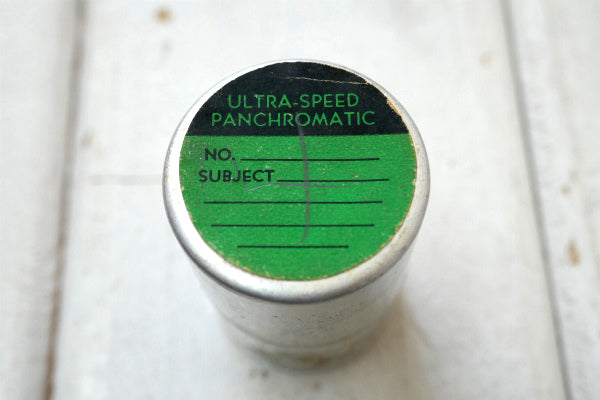 ULTRA-SPEED
PANCHROMATIC
NO.
SUBJECT